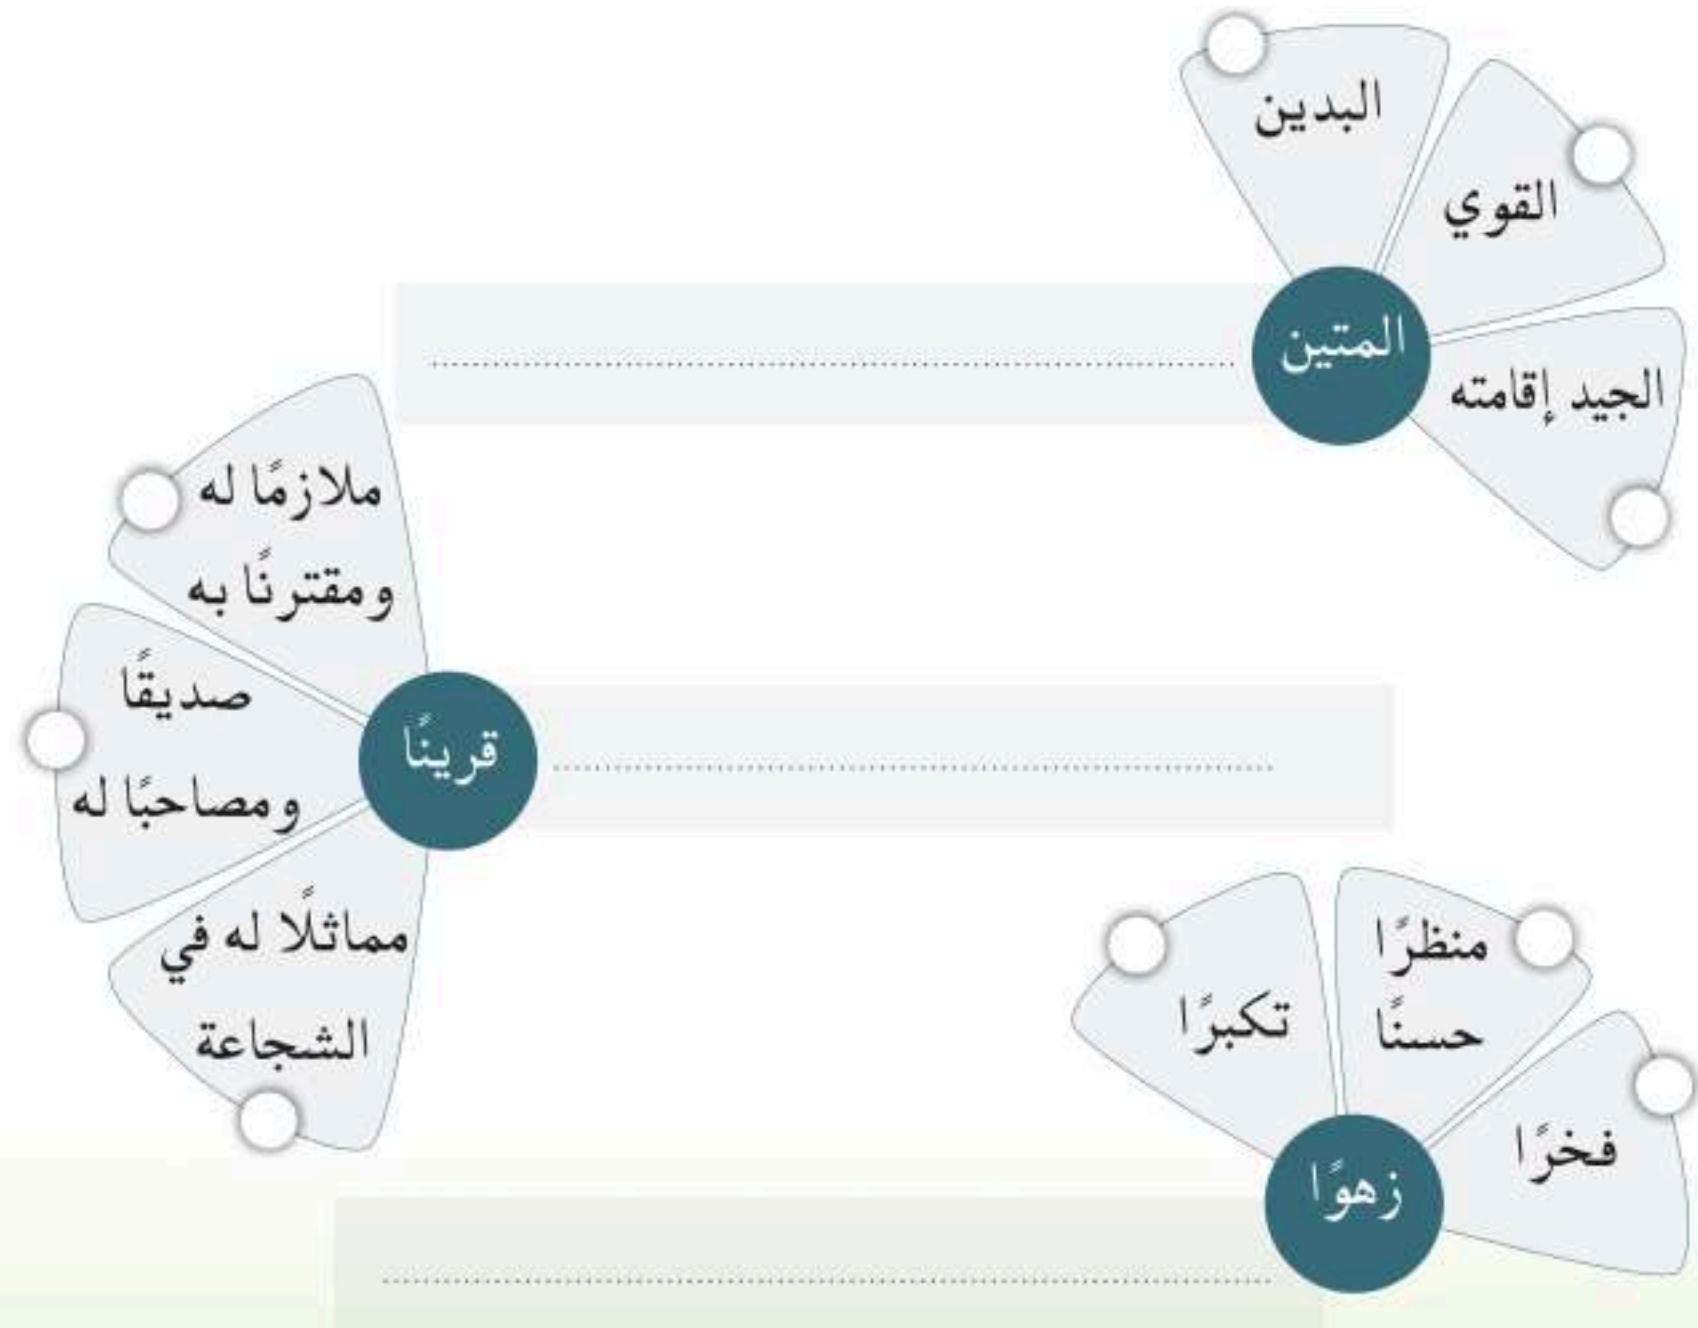 البدين
القوي
المتين
الجيد إقامته
ملازمًا له
ومقترنًا به
صديقًا
قرينًا
ومصاحبًا له
مماثلًا له في
الشجاعة
منظرًا
حسنًا
تكبرًا
فخرًا
زهوًا